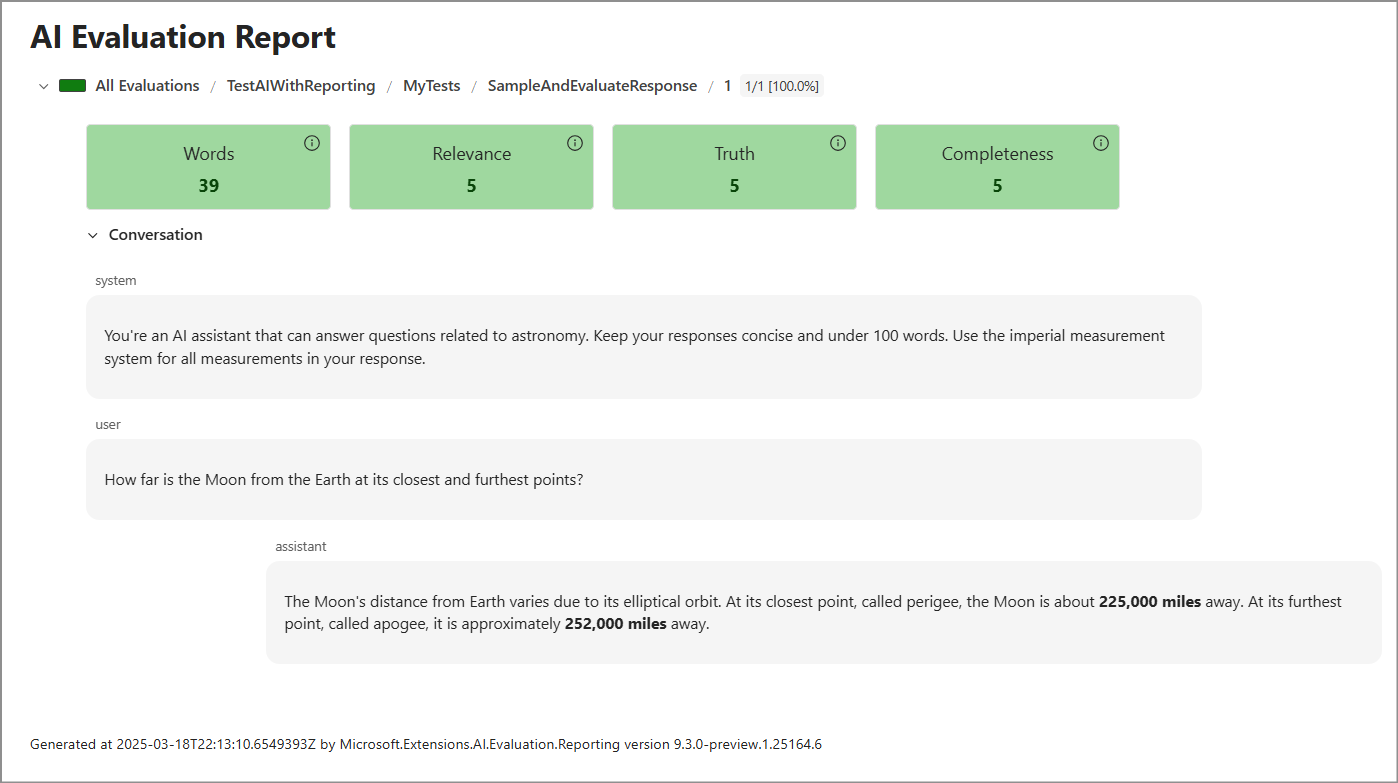 AI Evaluation Report
All Evaluations / TestAIWithReporting / MyTests / SampleAndEvaluateResponse / 1 1/1 [100.0%]
Words
39
Relevance
5
Truth
5
Completeness
5
Conversation
system
You're an AI assistant that can answer questions related to astronomy. Keep your responses concise and under 100 words. Use the imperial measurement
system for all measurements in your response.
user
How far is the Moon from the Earth at its closest and furthest points?
assistant
The Moon's distance from Earth varies due to its elliptical orbit. At its closest point, called perigee, the Moon is about 225,000 miles away. At its furthest
point, called apogee, it is approximately 252,000 miles away.
Generated at 2025-03-18T22:13:10.6549393Z by Microsoft.Extensions.AI.Evaluation.Reporting version 9.3.0-preview.1.25164.6